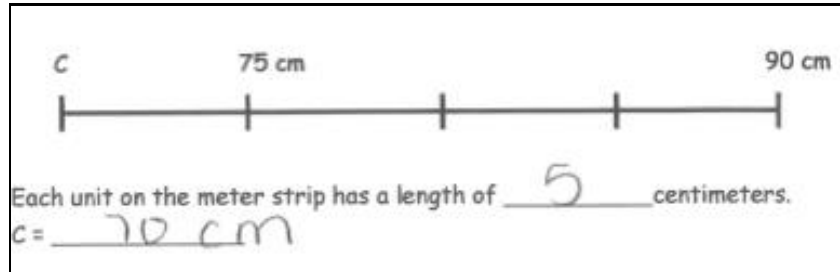 C 75 cm 90 cm
Each unit on the meter strip has a length of 5 centimeters.
C = 70 cm